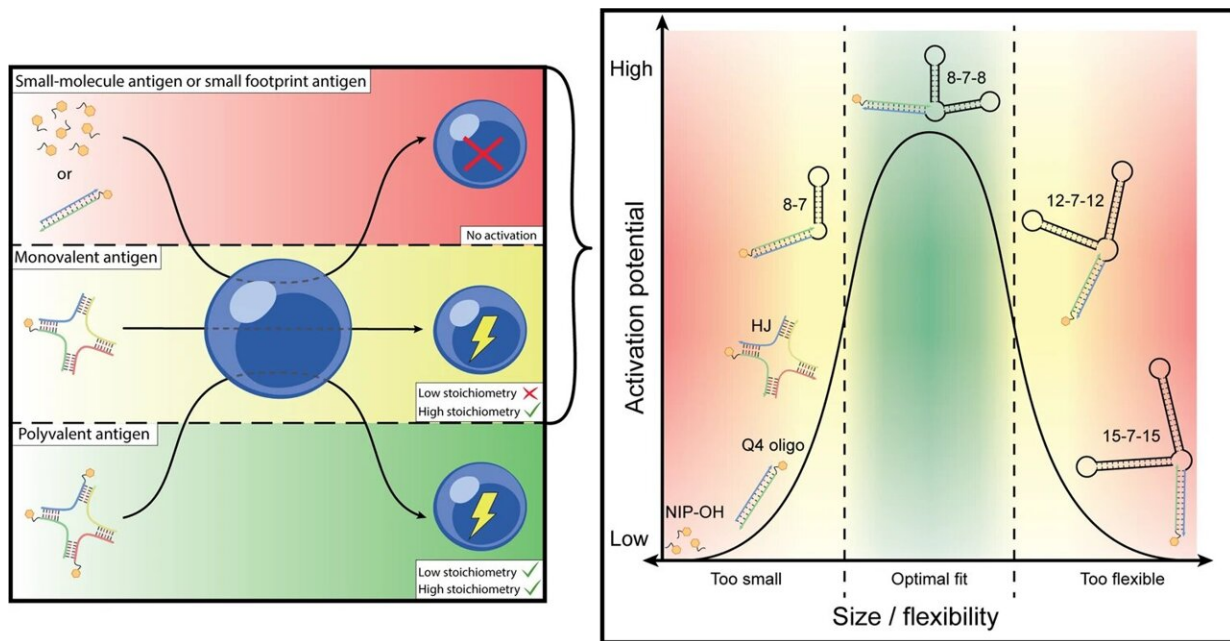 Small-molecule antigen or small footprint antigen
or
No activation
Monovalent antigen
Low stoichiometry
High stoichiometry
Polyvalent antigen
Low stoichiometry
High stoichiometry
Activation potential
High
Low
8-7-8
8-7
12-7-12
HJ
15-7-15
Q4 oligo
NIP-OH
Too small
Optimal fit
Too flexible
Size / flexibility